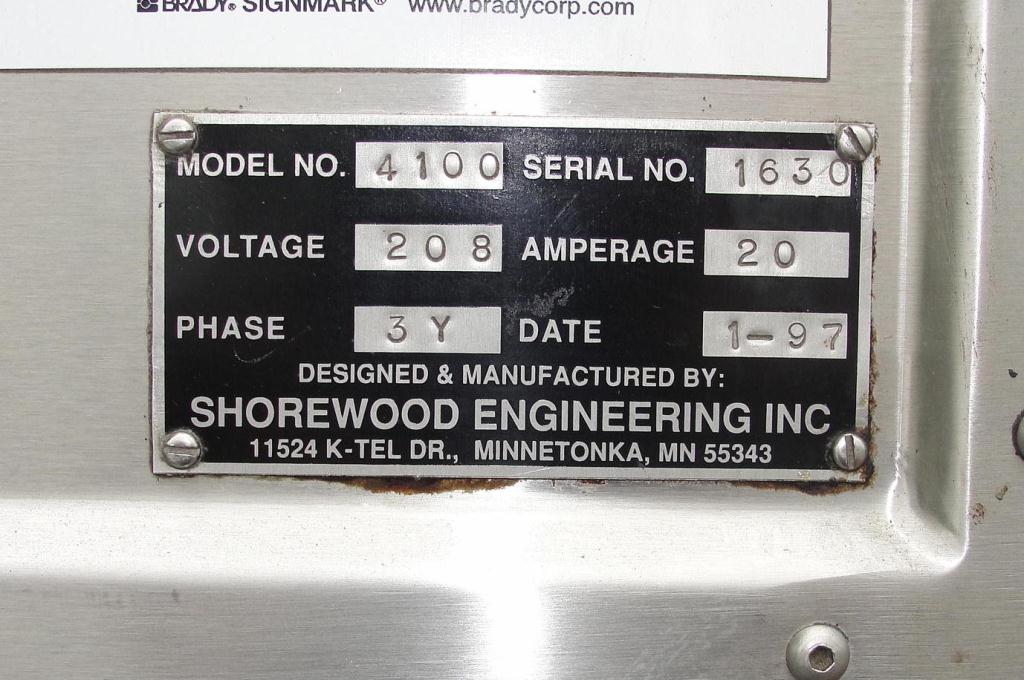 BRADY® SIGNMARK® www.bradycorp.com
MODEL NO. 4100 SERIAL NO. 1630
VOLTAGE 208 AMPERAGE 20
PHASE 3Y DATE 1-97
DESIGNED & MANUFACTURED BY:
SHOREWOOD ENGINEERING INC
11524 K-TEL DR., MINNETONKA, MN 55343